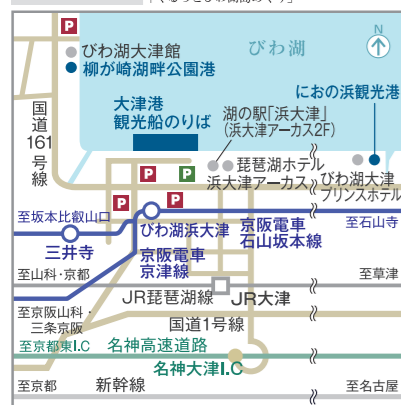 P
N
びわ湖大津館
柳が崎湖畔公園港
びわ湖
国道161号線
大津港
観光船のりば
におの浜観光港
湖の駅「浜大津」
(浜大津アーカス2F)
P
P
琵琶湖ホテル
浜大津アーカス
びわ湖大津
プリンスホテル
P
P
至坂本比叡山口
びわ湖浜大津
京阪電車
石山坂本線
至石山寺
三井寺
京阪電車
京津線
至山科・京都
JR琵琶湖線
JR大津
至草津
至京阪山科・
三条京阪
国道1号線
至京都東I.C
名神高速道路
名神大津I.C
至京都
新幹線
至名古屋